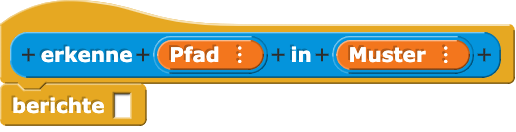 + erkenne + Pfad ⋮ + in + Muster ⋮ +
berichte